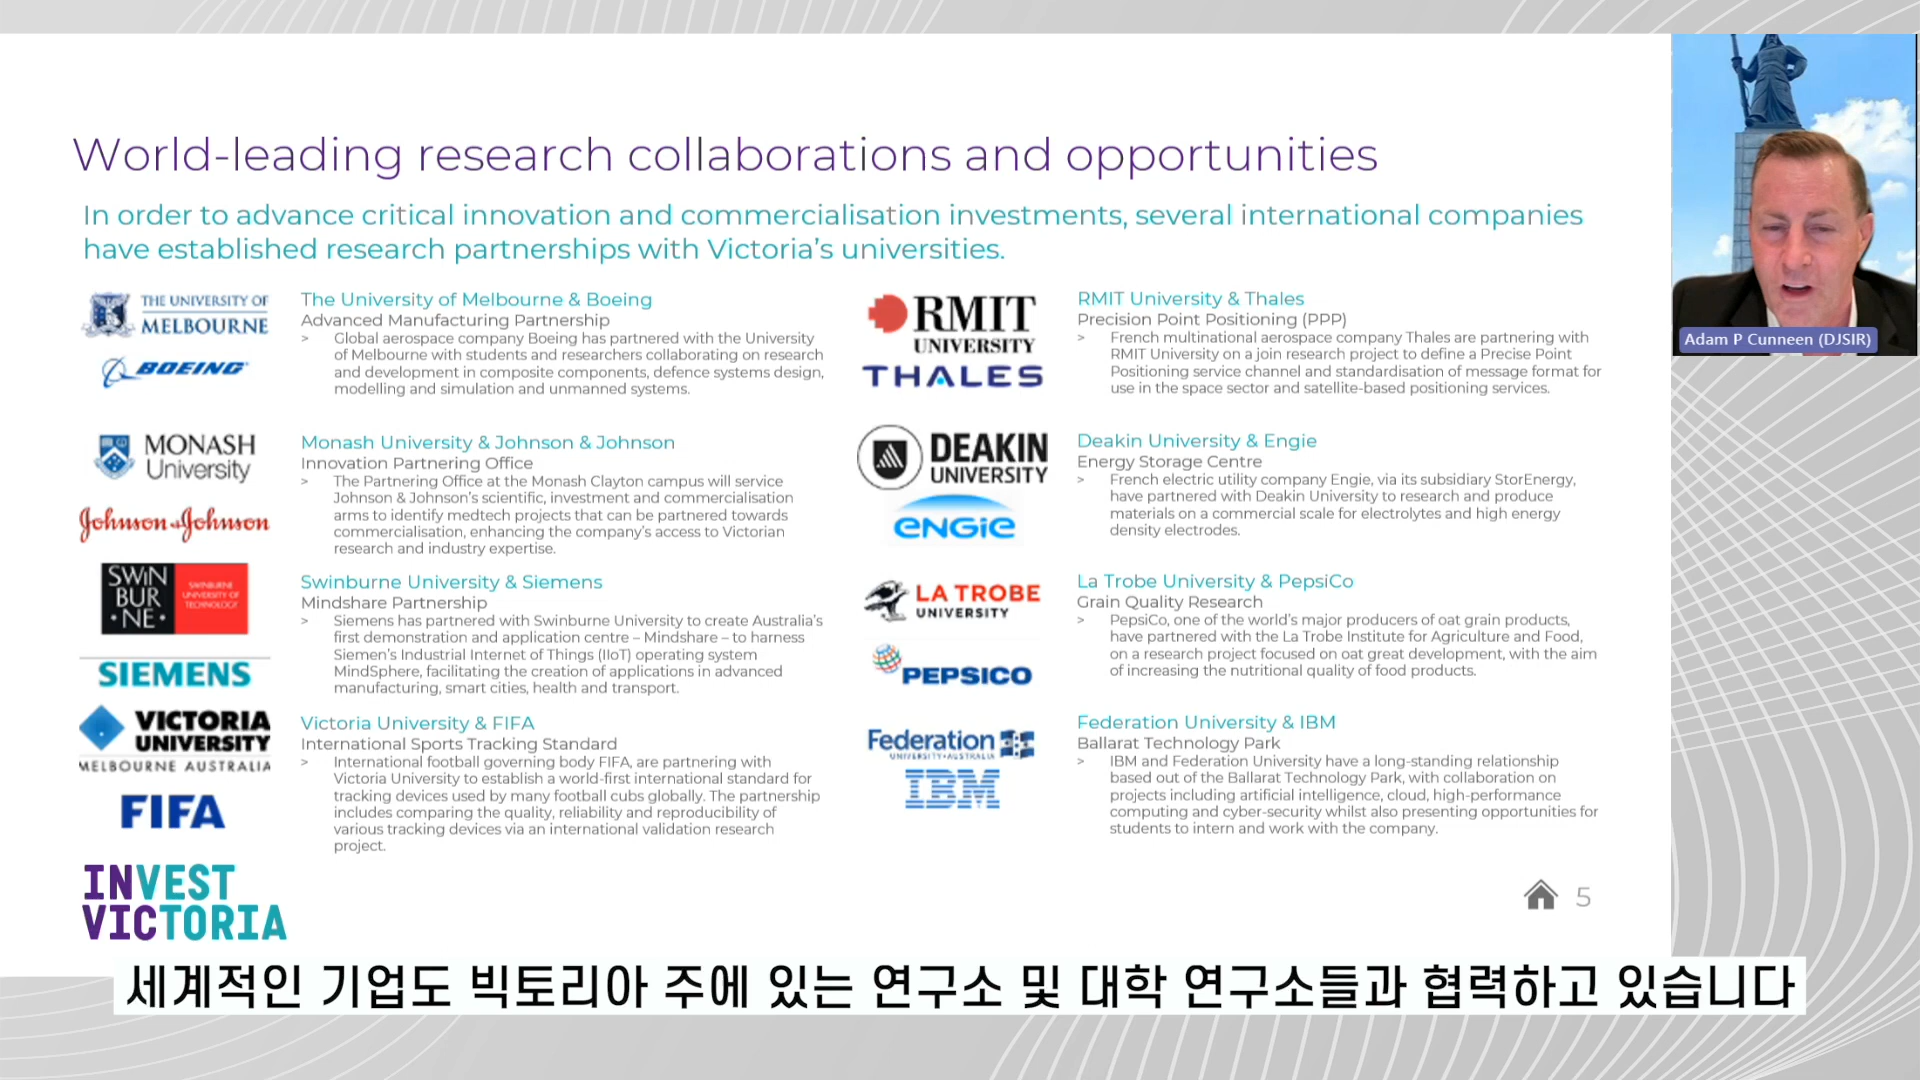 World-leading research collaborations and opportunities
In order to advance critical innovation and commercialisation investments, several international companies
have established research partnerships with Victoria's universities.
THE UNIVERSITY OF
MELBOURNE
BOEING
The University of Melbourne & Boeing
Advanced Manufacturing Partnership
> Global aerospace company Boeing has partnered with the University
of Melbourne with students and researchers collaborating on research
and development in composite components, defence systems design,
modelling and simulation and unmanned systems.
MONASH
University
Johnson & Johnson
Monash University & Johnson & Johnson
Innovation Partnering Office
> The Partnering Office at the Monash Clayton campus will service
Johnson & Johnson's scientific, investment and commercialisation
arms to identify medtech projects that can be partnered towards
commercialisation, enhancing the company's access to Victorian
research and industry expertise.
SWIN
BUR
• NE •
SWINBURNE
UNIVERSITY OF
TECHNOLOGY
SIEMENS
Swinburne University & Siemens
Mindshare Partnership
> Siemens has partnered with Swinburne University to create Australia's
first demonstration and application centre – Mindshare – to harness
Siemen's Industrial Internet of Things (IIoT) operating system
MindSphere, facilitating the creation of applications in advanced
manufacturing, smart cities, health and transport.
VICTORIA
UNIVERSITY
MELBOURNE AUSTRALIA
FIFA
Victoria University & FIFA
International Sports Tracking Standard
> International football governing body FIFA, are partnering with
Victoria University to establish a world-first international standard for
tracking devices used by many football cubs globally. The partnership
includes comparing the quality, reliability and reproducibility of
various tracking devices via an international validation research
project.
RMIT
UNIVERSITY
THALES
RMIT University & Thales
Precision Point Positioning (PPP)
> French multinational aerospace company Thales are partnering with
RMIT University on a join research project to define a Precise Point
Positioning service channel and standardisation of message format for
use in the space sector and satellite-based positioning services.
DEAKIN
UNIVERSITY
ENGIE
Deakin University & Engie
Energy Storage Centre
> French electric utility company Engie, via its subsidiary StorEnergy,
have partnered with Deakin University to research and produce
materials on a commercial scale for electrolytes and high energy
density electrodes.
LA TROBE
UNIVERSITY
PEPSICO
La Trobe University & PepsiCo
Grain Quality Research
> PepsiCo, one of the world's major producers of oat grain products,
have partnered with the La Trobe Institute for Agriculture and Food,
on a research project focused on oat great development, with the aim
of increasing the nutritional quality of food products.
Federation
UNIVERSITY • AUSTRALIA
IBM
Federation University & IBM
Ballarat Technology Park
> IBM and Federation University have a long-standing relationship
based out of the Ballarat Technology Park, with collaboration on
projects including artificial intelligence, cloud, high-performance
computing and cyber-security whilst also presenting opportunities for
students to intern and work with the company.
INVEST
VICTORIA
5
Adam P Cunneen (DJSIR)
세계적인 기업도 빅토리아 주에 있는 연구소 및 대학 연구소들과 협력하고 있습니다